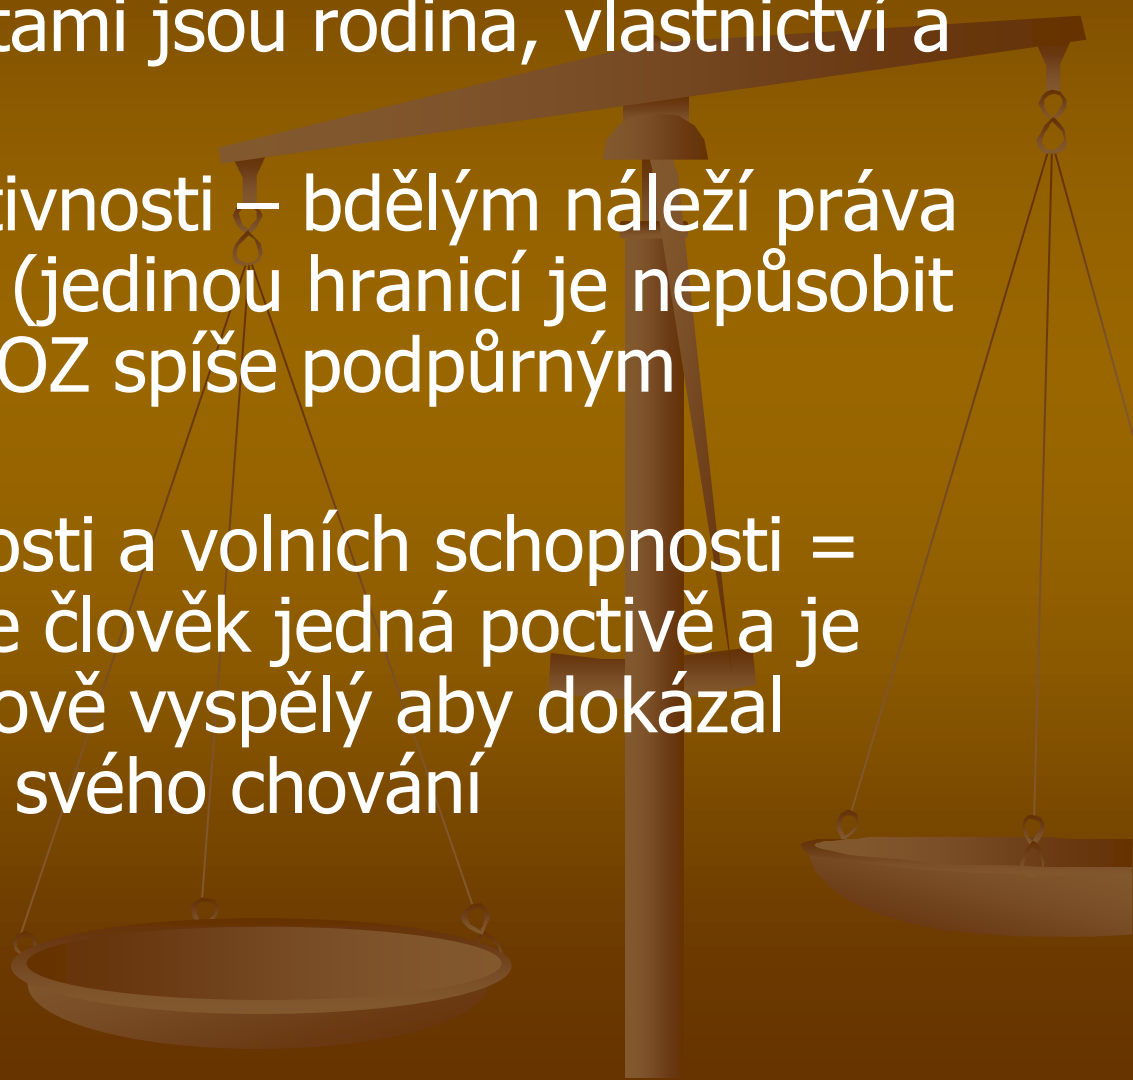 tami jsou rodina, vlastnictví a
tivnosti – bdělým náleží práva
(jedinou hranicí je nepůsobit
OZ spíše podpůrným
osti a volních schopnosti =
e člověk jedná poctivě a je
ově vyspělý aby dokázal
svého chování